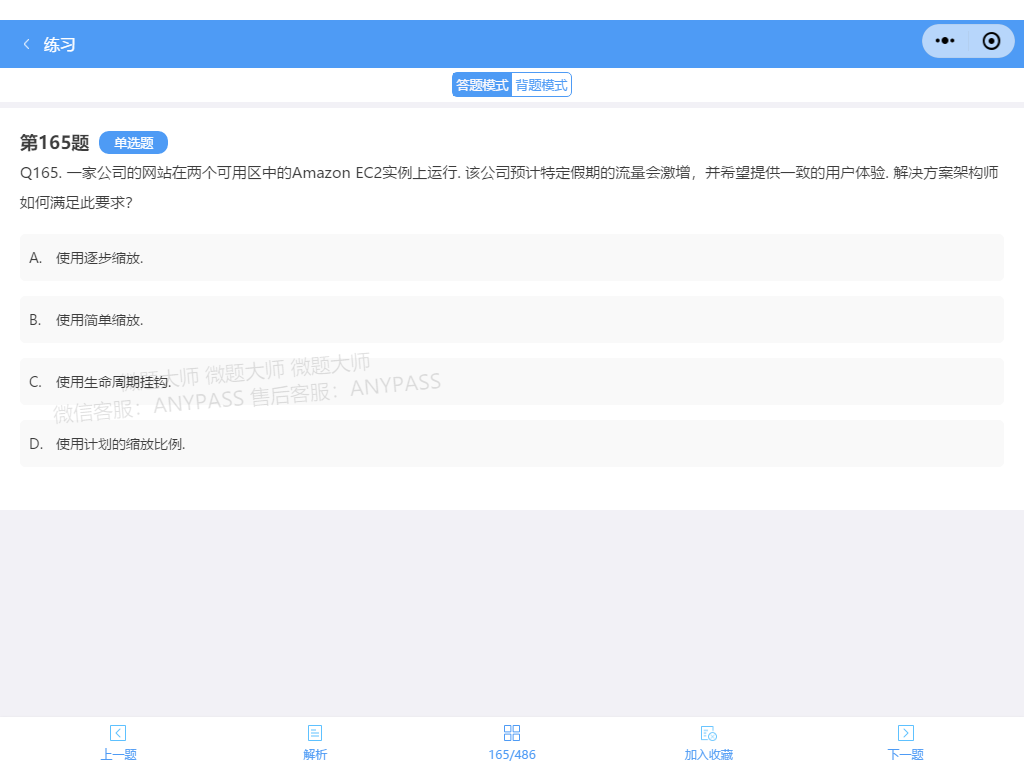 练习
答题模式 背题模式
第165题 单选题
Q165. 一家公司的网站在两个可用区中的Amazon EC2实例上运行. 该公司预计特定假期的流量会激增，并希望提供一致的用户体验. 解决方案架构师
如何满足此要求?
A. 使用逐步缩放.
B. 使用简单缩放.
微题大师 微题大师 微题大师
C. 使用生命周期挂钩.
微信客服：ANYPASS 售后客服：ANYPASS
D. 使用计划的缩放比例.
上一题 解析 165/486 加入收藏 下一题